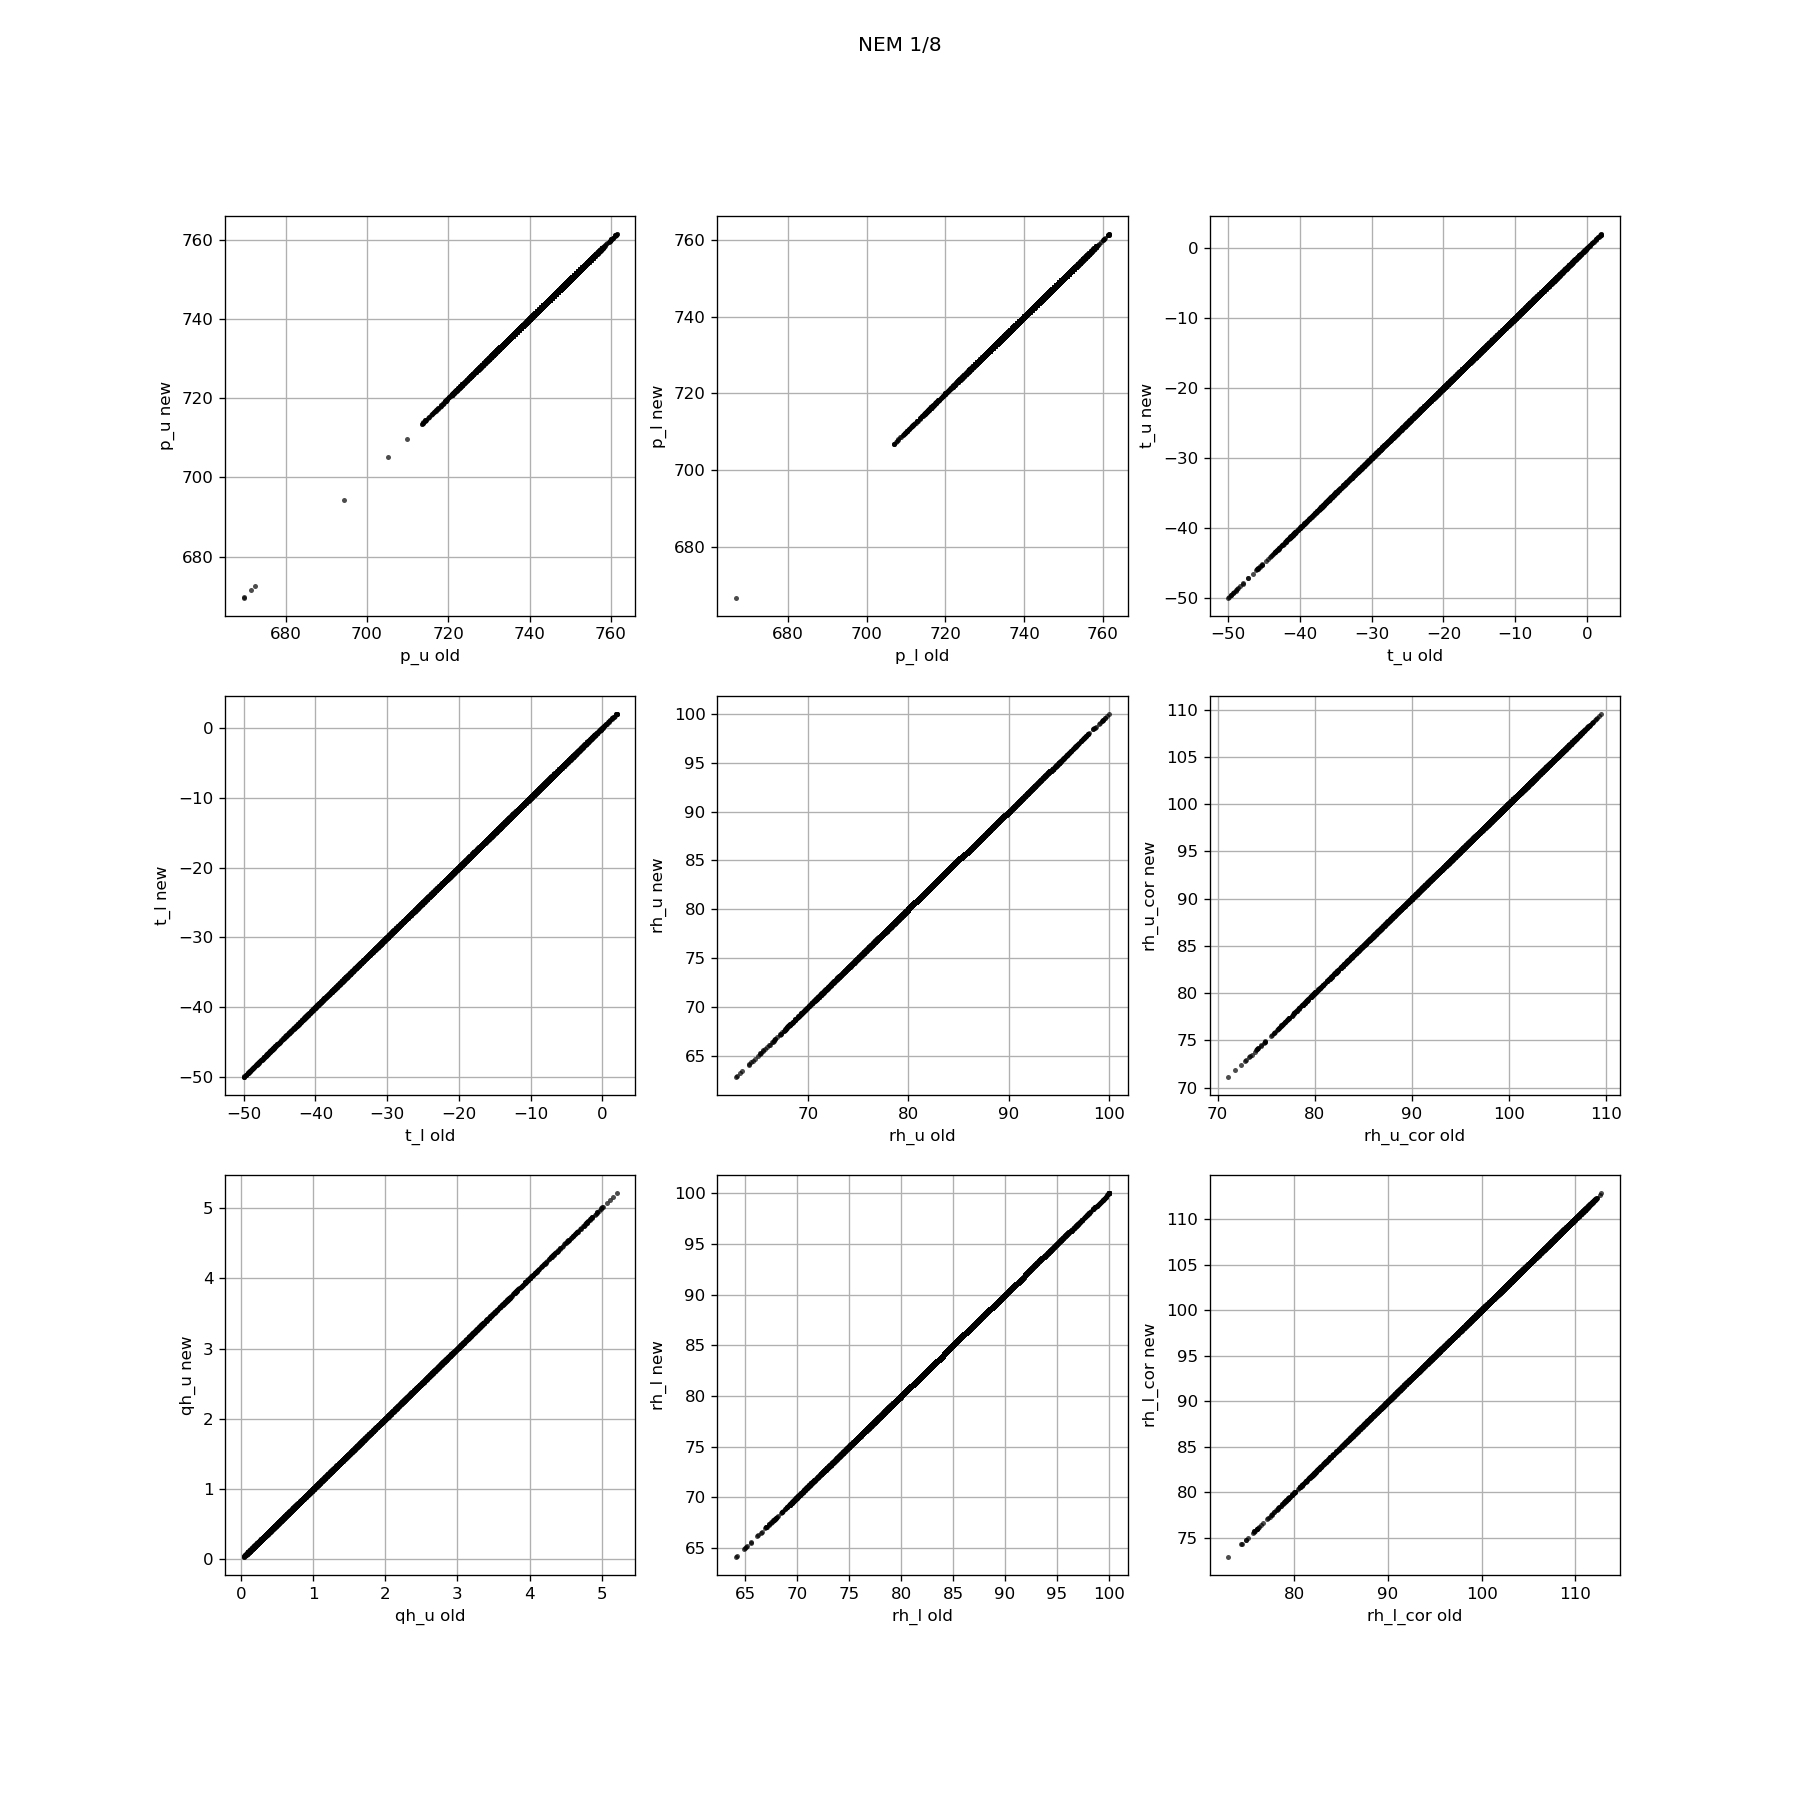 NEM 1/8
760
740
720
700
680
p_u new
680 700 720 740 760
p_u old
760
740
720
700
680
p_l new
680 700 720 740 760
p_l old
0
−10
−20
−30
−40
−50
t_u new
−50 −40 −30 −20 −10 0
t_u old
0
−10
−20
−30
−40
−50
t_l new
−50 −40 −30 −20 −10 0
t_l old
100
95
90
85
80
75
70
65
rh_u new
70 80 90 100
rh_u old
110
105
100
95
90
85
80
75
70
rh_u_cor new
70 80 90 100 110
rh_u_cor old
5
4
3
2
1
0
qh_u new
0 1 2 3 4 5
qh_u old
100
95
90
85
80
75
70
65
rh_l new
65 70 75 80 85 90 95 100
rh_l old
110
105
100
95
90
85
80
75
rh_l_cor new
80 90 100 110
rh_l_cor old